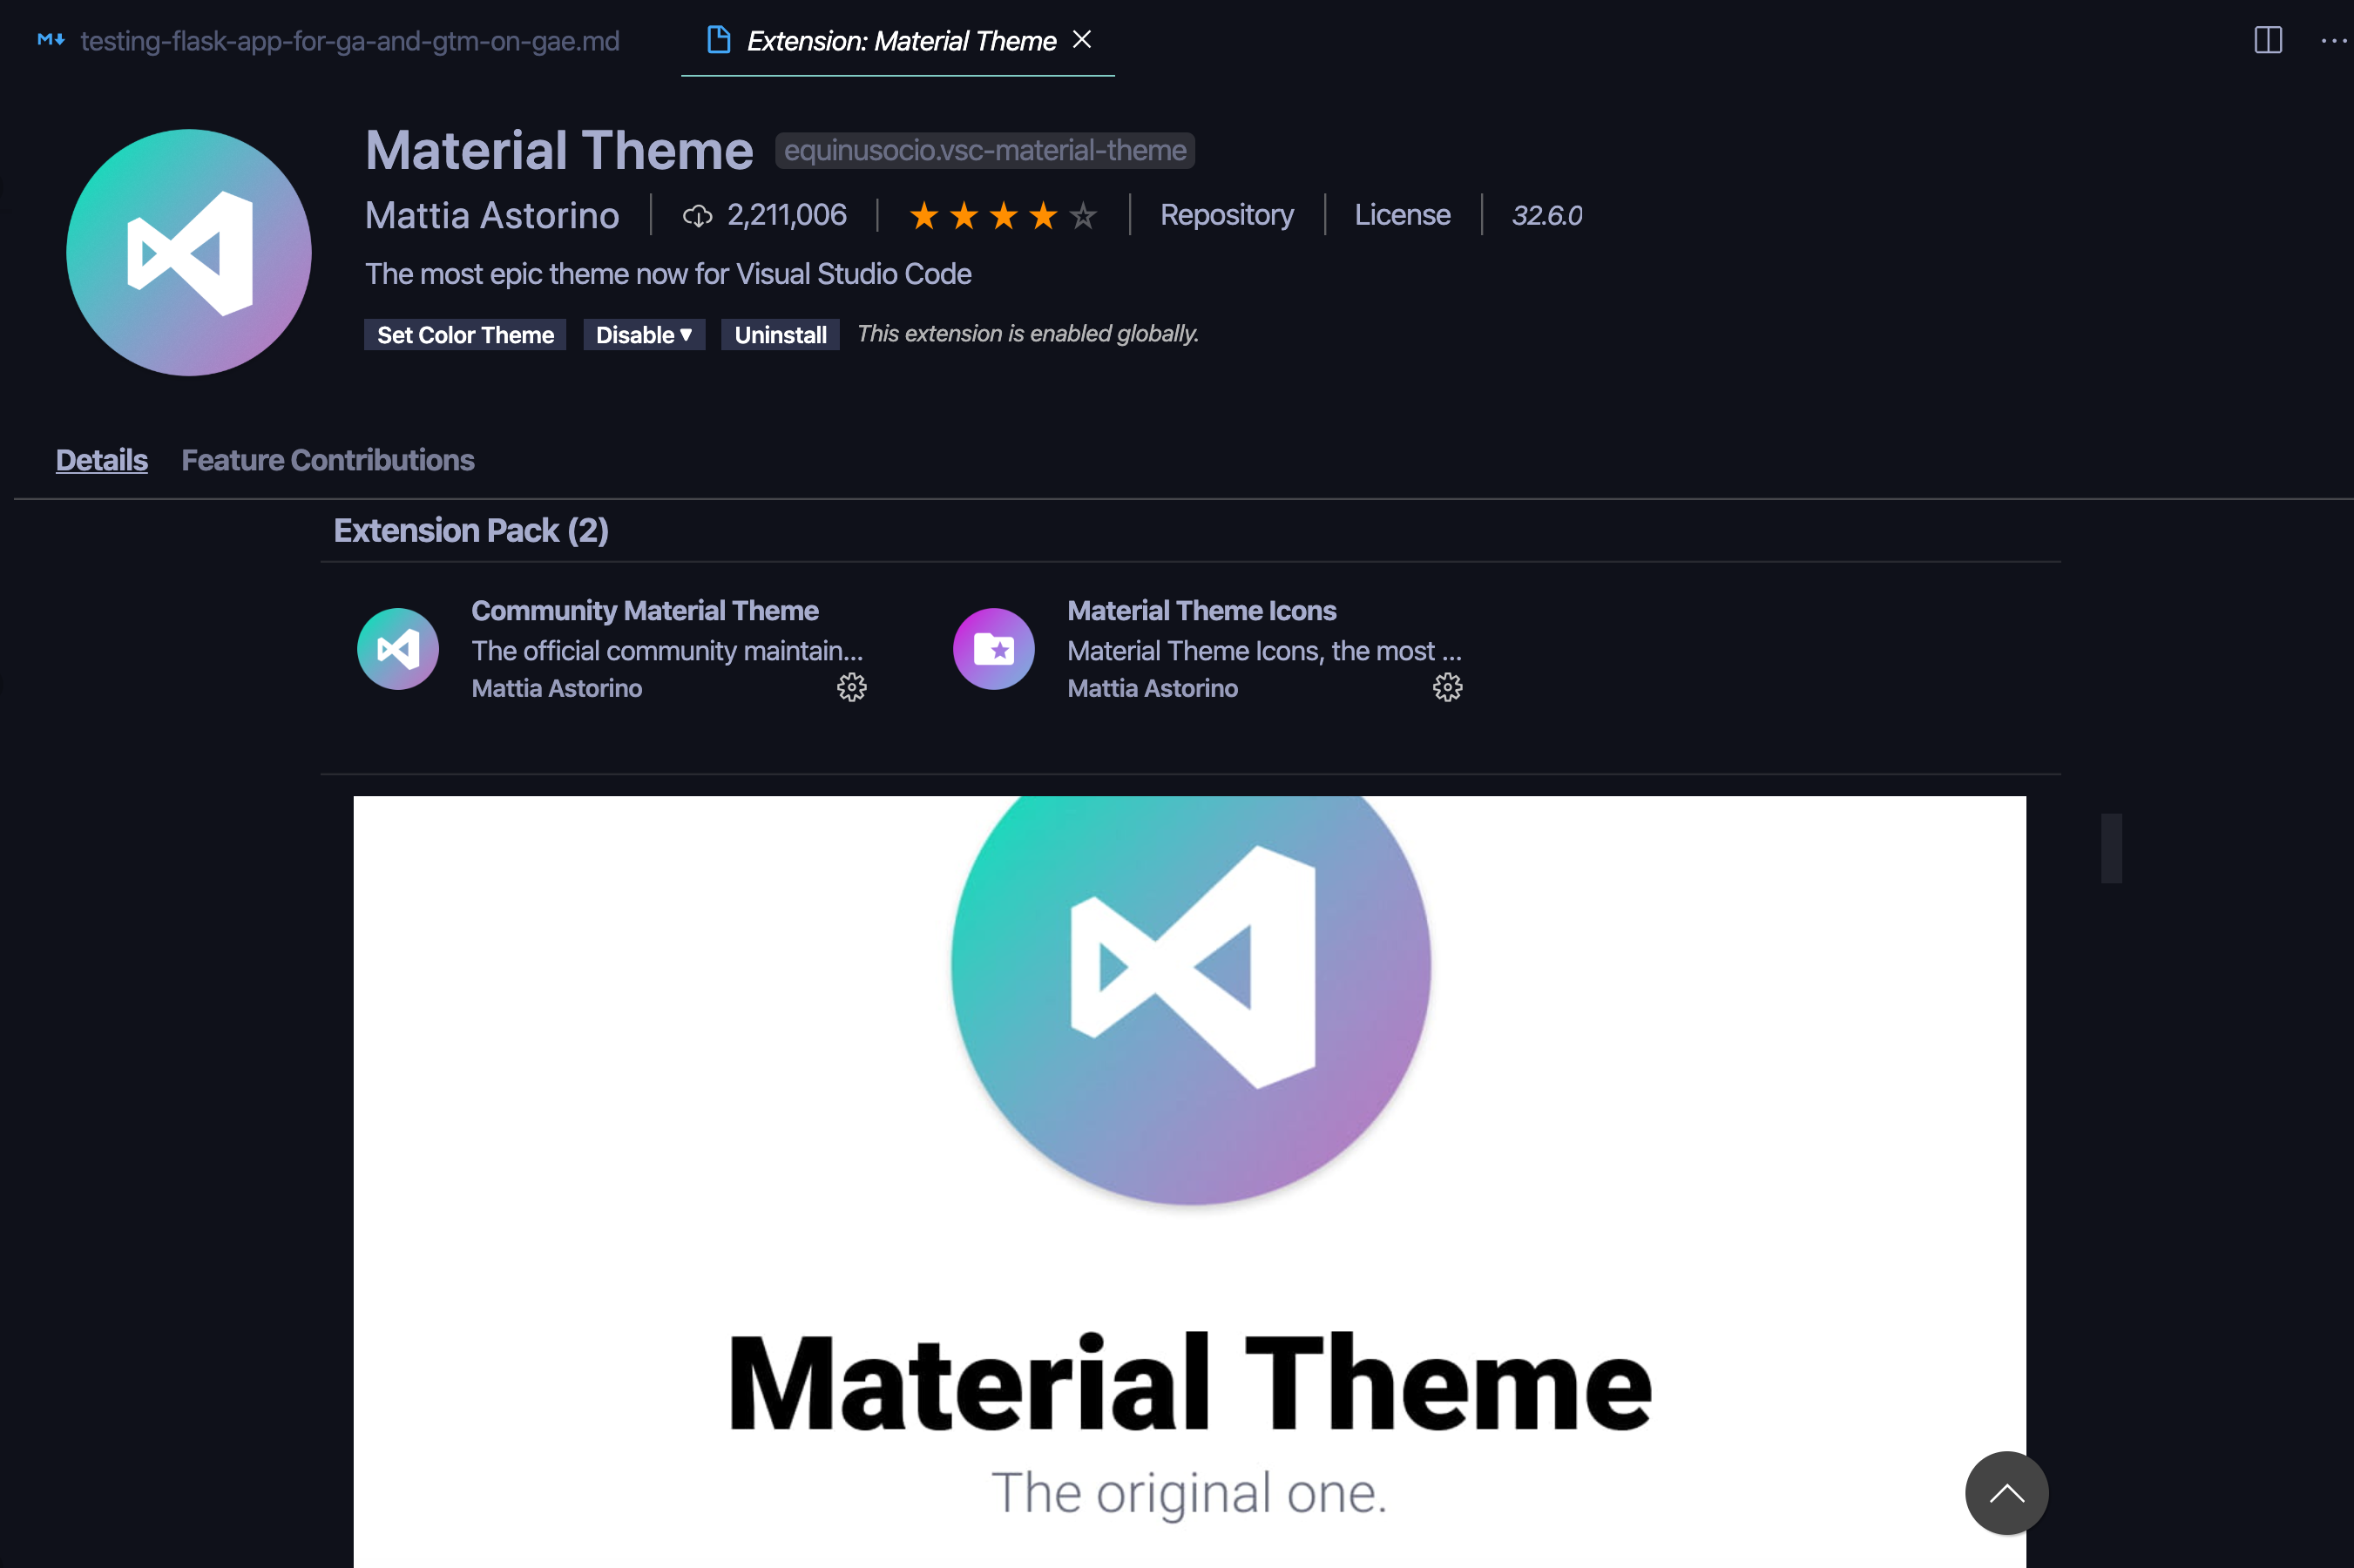 testing-flask-app-for-ga-and-gtm-on-gae.md
Extension: Material Theme
Material Theme equinusocio.vsc-material-theme
Mattia Astorino 2,211,006 Repository License 32.6.0
The most epic theme now for Visual Studio Code
Set Color Theme Disable Uninstall This extension is enabled globally.
Details Feature Contributions
Extension Pack (2)
Community Material Theme
The official community maintain...
Mattia Astorino
Material Theme Icons
Material Theme Icons, the most ...
Mattia Astorino
Material Theme
The original one.